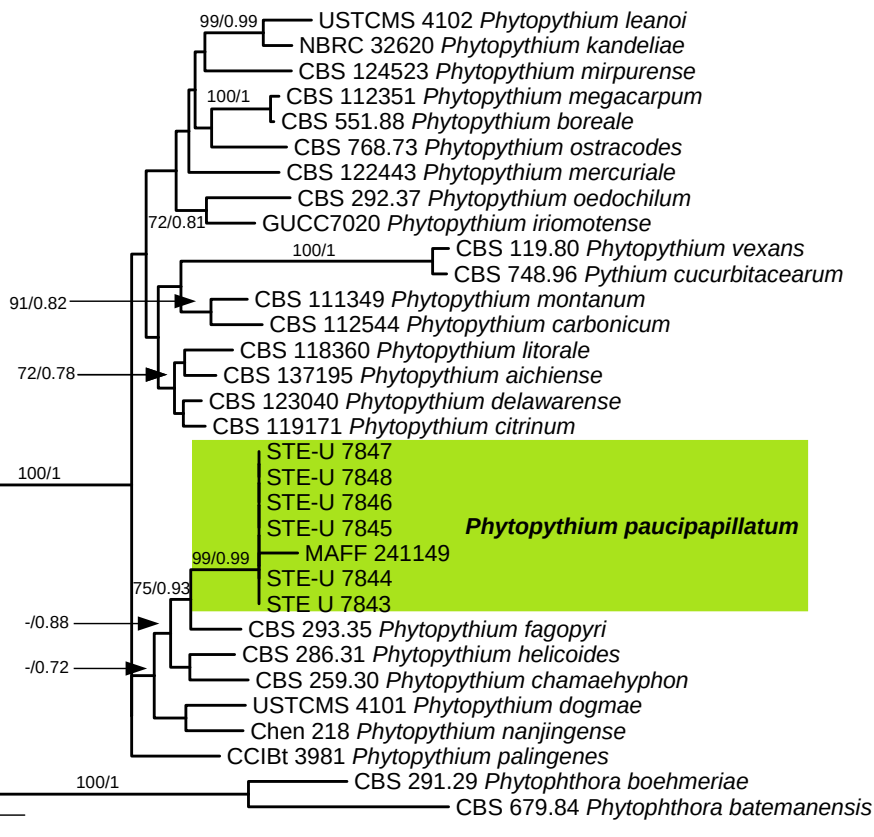 99/0.99
USTCMS 4102 Phytopythium leanoi
NBRC 32620 Phytopythium kandeliae
CBS 124523 Phytopythium mirpurense
100/1
CBS 112351 Phytopythium megacarpum
CBS 551.88 Phytopythium boreale
CBS 768.73 Phytopythium ostracodes
CBS 122443 Phytopythium mercuriale
CBS 292.37 Phytopythium oedochilum
72/0.81
GUCC7020 Phytopythium iriomotense
100/1
CBS 119.80 Phytopythium vexans
CBS 748.96 Pythium cucurbitacearum
91/0.82
CBS 111349 Phytopythium montanum
CBS 112544 Phytopythium carbonicum
CBS 118360 Phytopythium litorale
72/0.78
CBS 137195 Phytopythium aichiense
CBS 123040 Phytopythium delawarense
CBS 119171 Phytopythium citrinum
STE-U 7847
100/1
STE-U 7848
STE-U 7846
STE-U 7845
Phytopythium paucipapillatum
99/0.99
MAFF 241149
STE-U 7844
75/0.93
STE U 7843
-/0.88
CBS 293.35 Phytopythium fagopyri
CBS 286.31 Phytopythium helicoides
-/0.72
CBS 259.30 Phytopythium chamaehyphon
USTCMS 4101 Phytopythium dogmae
Chen 218 Phytopythium nanjingense
CCIBt 3981 Phytopythium palingenes
100/1
CBS 291.29 Phytophthora boehmeriae
CBS 679.84 Phytophthora batemanensis